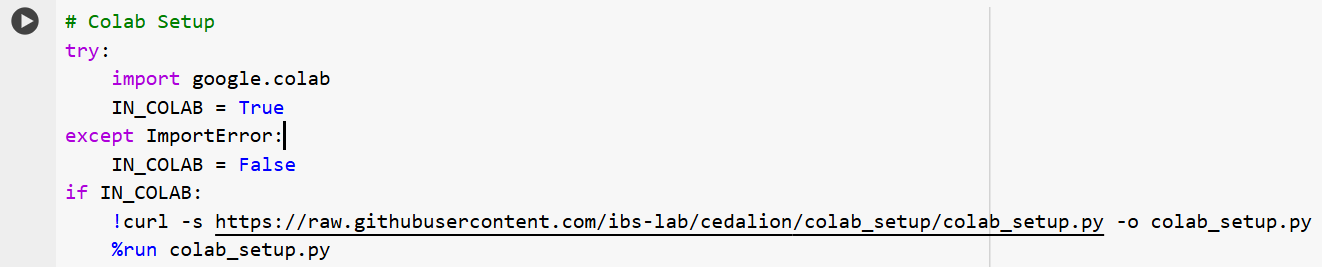 # Colab Setup
try:
    import google.colab
    IN_COLAB = True
except ImportError:
    IN_COLAB = False
if IN_COLAB:
    !curl -s https://raw.githubusercontent.com/ibs-lab/cedalion/colab_setup/colab_setup.py -o colab_setup.py
    %run colab_setup.py